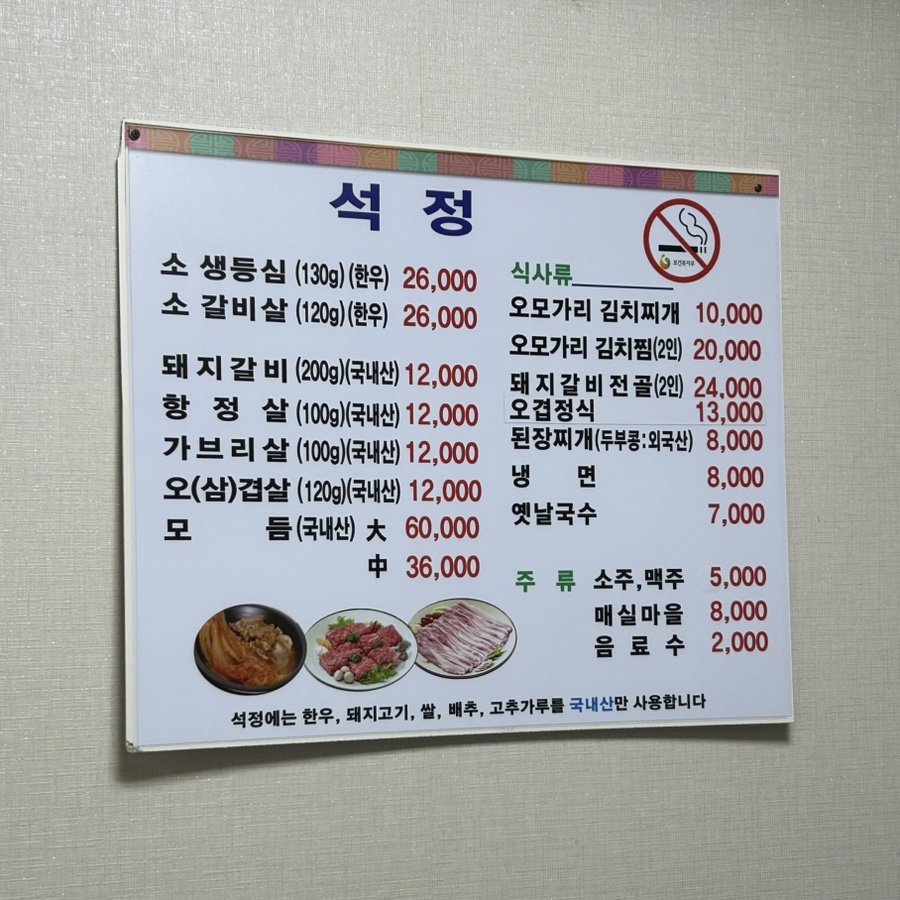 석 정
소 생등심 (130g) (한우) 26,000
소 갈비살 (120g) (한우) 26,000
돼지갈비 (200g)(국내산) 12,000
항 정 살 (100g)(국내산) 12,000
가브리살 (100g)(국내산) 12,000
오(삼)겹살 (120g)(국내산) 12,000
모 듬 (국내산) 大 60,000
中 36,000
보건복지부
식사류
오모가리 김치찌개 10,000
오모가리 김치찜(2인) 20,000
돼지갈비전골(2인) 24,000
오겹정식 13,000
된장찌개(두부콩:외국산) 8,000
냉 면 8,000
옛날국수 7,000
주 류 소주,맥주 5,000
매실마을 8,000
음 료 수 2,000
석정에는 한우, 돼지고기, 쌀, 배추, 고추가루를 국내산만 사용합니다